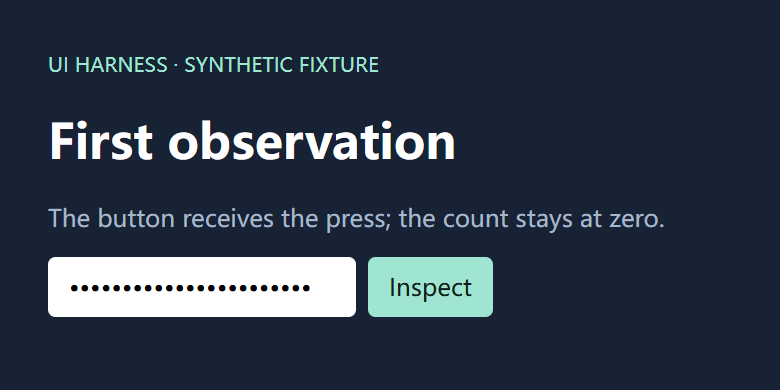 UI HARNESS · SYNTHETIC FIXTURE
First observation
The button receives the press; the count stays at zero.
••••••••••••••••••••••• Inspect